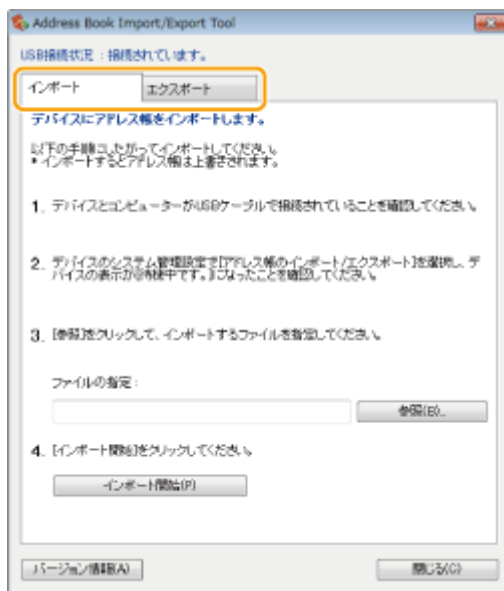 Address Book Import/Export Tool
USB接続状況 : 接続されています。
インポート
エクスポート
デバイスにアドレス帳をインポートします。
以下の手順にしたがってインポートしてください。
* インポートするとアドレス帳は上書きされます。
1. デバイスとコンピューターがUSBケーブルで接続されていることを確認してください。
2. デバイスのシステム管理設定で[アドレス帳のインポート/エクスポート]を選択し、デ
バイスの表示が[待機中です。]になったことを確認してください。
3. [参照]をクリックして、インポートするファイルを指定してください。
ファイルの指定:
参照(B)...
4. [インポート開始]をクリックしてください。
インポート開始(P)
バージョン情報(A)
閉じる(C)